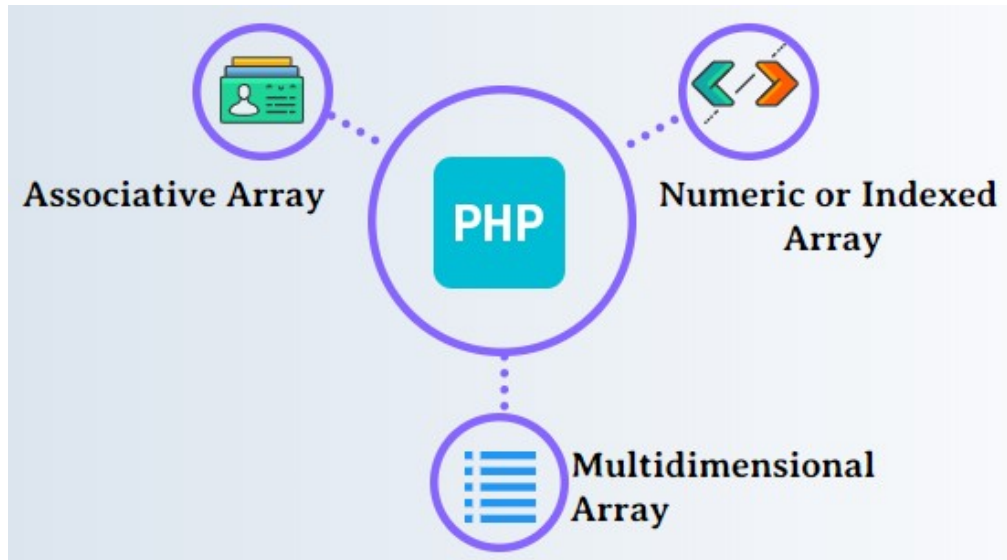 Associative Array
PHP
Numeric or Indexed
Array
Multidimensional
Array